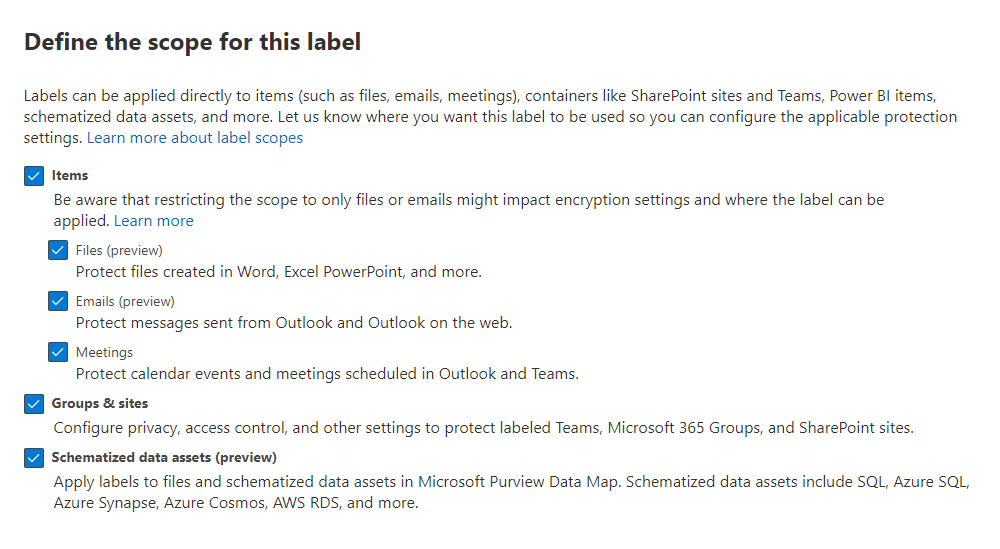 Define the scope for this label
Labels can be applied directly to items (such as files, emails, meetings), containers like SharePoint sites and Teams, Power BI items,
schematized data assets, and more. Let us know where you want this label to be used so you can configure the applicable protection
settings. Learn more about label scopes
Items
Be aware that restricting the scope to only files or emails might impact encryption settings and where the label can be
applied. Learn more
Files (preview)
Protect files created in Word, Excel PowerPoint, and more.
Emails (preview)
Protect messages sent from Outlook and Outlook on the web.
Meetings
Protect calendar events and meetings scheduled in Outlook and Teams.
Groups & sites
Configure privacy, access control, and other settings to protect labeled Teams, Microsoft 365 Groups, and SharePoint sites.
Schematized data assets (preview)
Apply labels to files and schematized data assets in Microsoft Purview Data Map. Schematized data assets include SQL, Azure SQL,
Azure Synapse, Azure Cosmos, AWS RDS, and more.